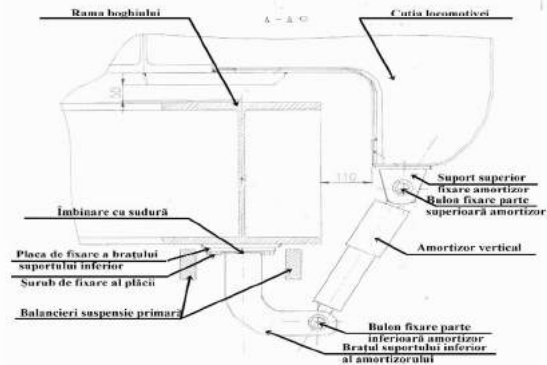 A - A
Rama boghiului
Cutia locomotivei
50
110
Suport superior
fixare amortizor
Bulon fixare parte
superioară amortizor
Îmbinare cu sudură
Amortizor vertical
Placa de fixare a brațului
suportului inferior
Șurub de fixare al plăcii
Balancieri suspensie primară
Bulon fixare parte
inferioară amortizor
Brațul suportului inferior
al amortizorului